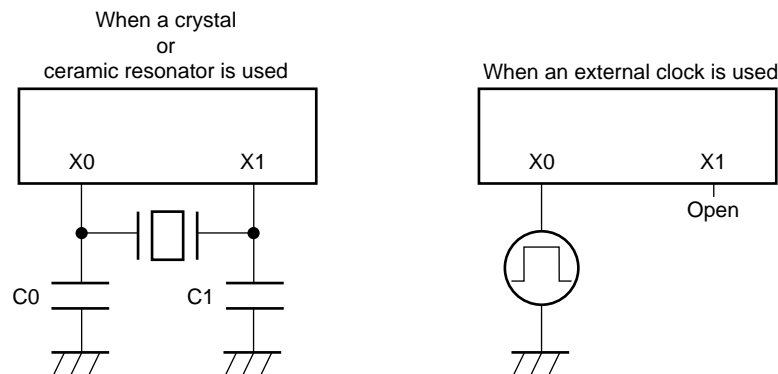 When a crystal
or
ceramic resonator is used
X0
X1
C0
C1
When an external clock is used
X0
X1
Open